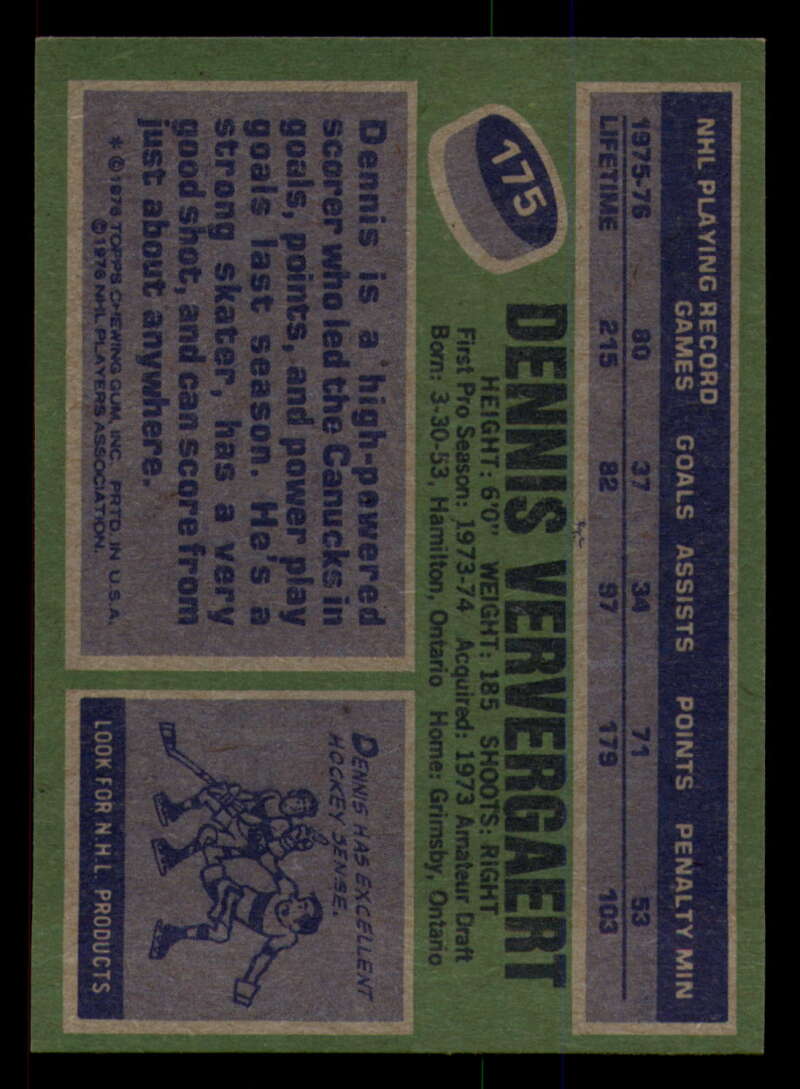 NHL PLAYING RECORD
GAMES GOALS ASSISTS POINTS PENALTY MIN
1975-76 80 37 34 71 53
LIFETIME 215 82 97 179 103
175
DENNIS VERVERGAERT
HEIGHT: 6'0" WEIGHT: 185 SHOOTS: RIGHT
First Pro Season: 1973-74 Acquired: 1973 Amateur Draft
Born: 3-30-53, Hamilton, Ontario Home: Grimsby, Ontario
Dennis is a high-powered
scorer who led the Canucks in
goals, points, and power play
goals last season. He's a
strong skater, has a very
good shot, and can score from
just about anywhere.
* © 1976 TOPPS CHEWING GUM, INC. PRTD. IN U.S.A.
© 1976 NHL PLAYERS ASSOCIATION.
DENNIS HAS EXCELLENT
HOCKEY SENSE.
LOOK FOR N.H.L. PRODUCTS